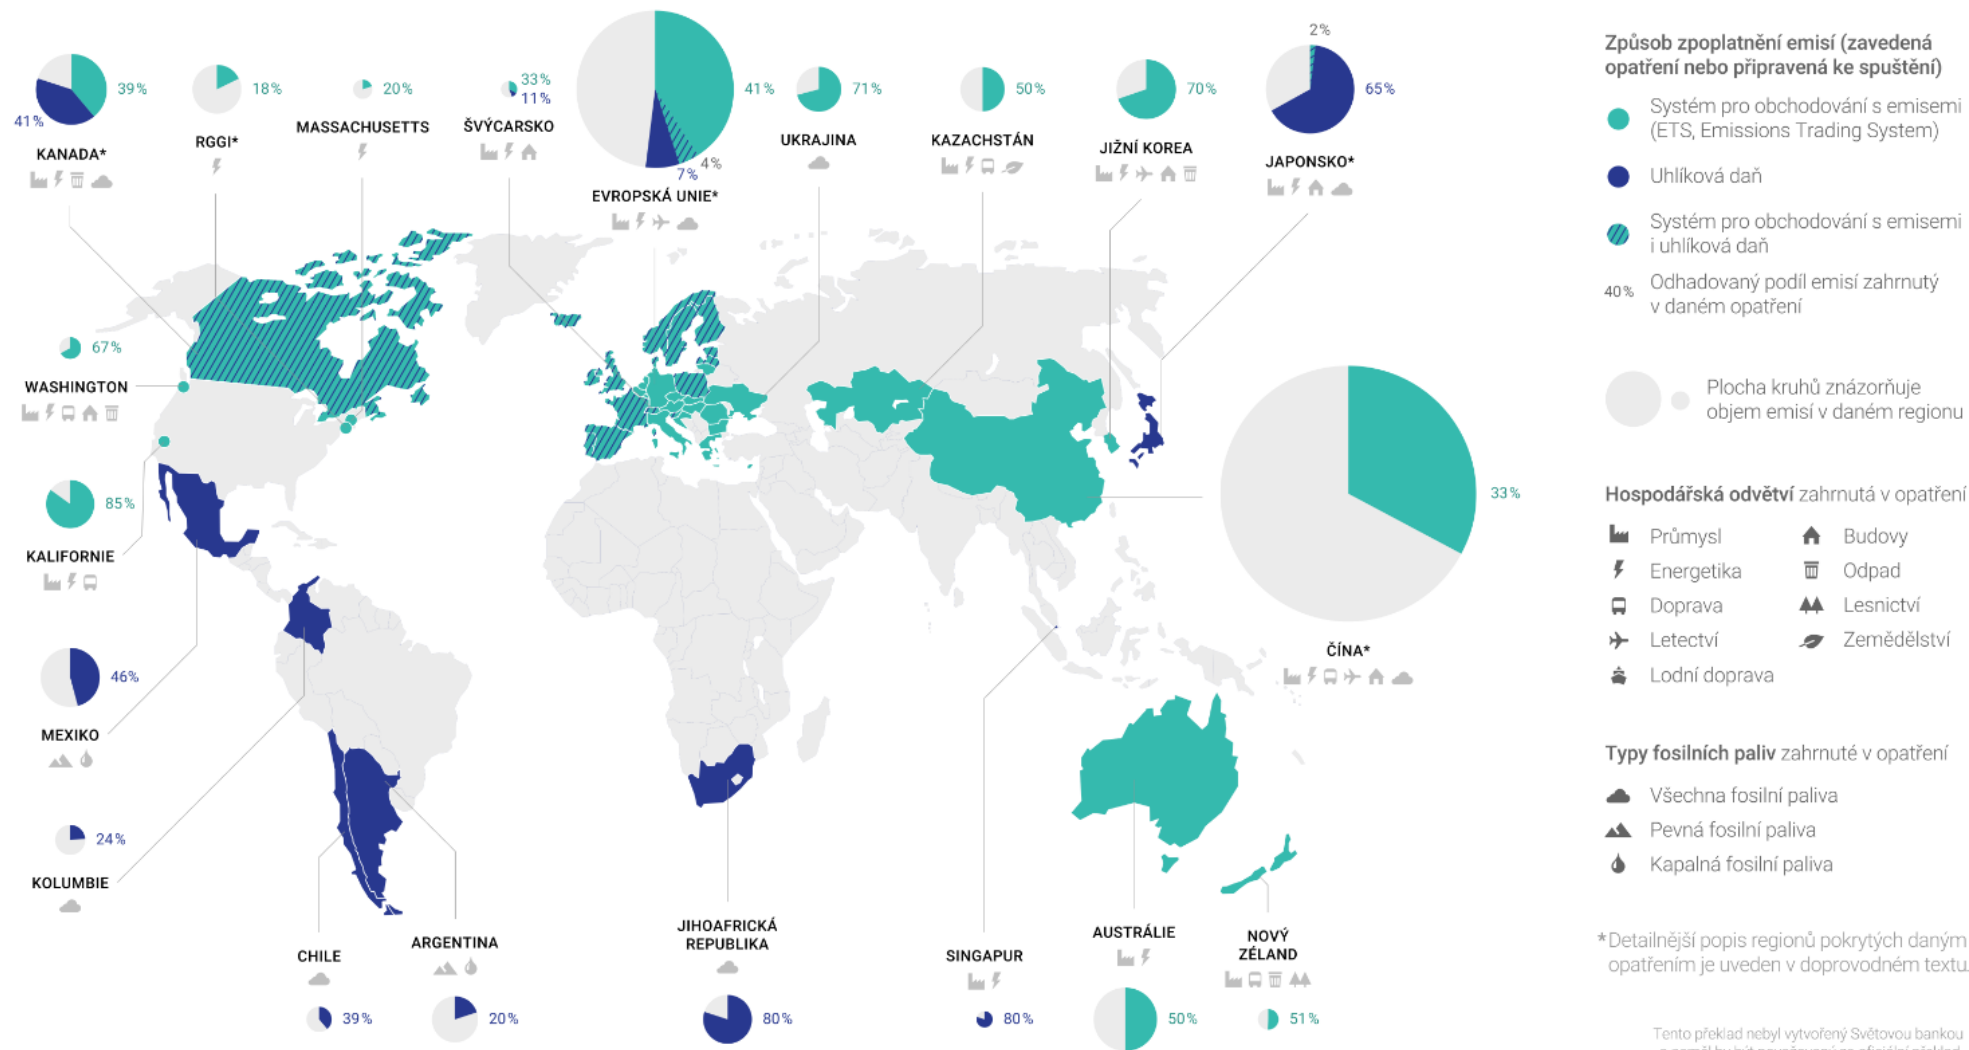 2%
Způsob zpoplatnění emisí (zavedená
opatření nebo připravená ke spuštění)
39%
41%
KANADA*
18%
RGGI*
20%
MASSACHUSETTS
33%
11%
ŠVÝCARSKO
41%
4%
7%
EVROPSKÁ UNIE*
71%
UKRAJINA
50%
KAZACHSTÁN
70%
JIŽNÍ KOREA
65%
JAPONSKO*
Systém pro obchodování s emisemi
(ETS, Emissions Trading System)
Uhlíková daň
Systém pro obchodování s emisemi
i uhlíková daň
40% Odhadovaný podíl emisí zahrnutý
v daném opatření
Plocha kruhů znázorňuje
objem emisí v daném regionu
67%
WASHINGTON
85%
KALIFORNIE
46%
MEXIKO
24%
KOLUMBIE
33%
ČÍNA*
Hospodářská odvětví zahrnutá v opatření
Průmysl
Budovy
Energetika
Odpad
Doprava
Lesnictví
Letectví
Zemědělství
Lodní doprava
Typy fosilních paliv zahrnuté v opatření
Všechna fosilní paliva
Pevná fosilní paliva
Kapalná fosilní paliva
CHILE
39%
ARGENTINA
20%
JIHOAFRICKÁ
REPUBLIKA
80%
SINGAPUR
80%
AUSTRÁLIE
50%
NOVÝ
ZÉLAND
51%
*Detailnější popis regionů pokrytých daným
opatřením je uveden v doprovodném textu.
Tento překlad nebyl vytvořený Světovou bankou